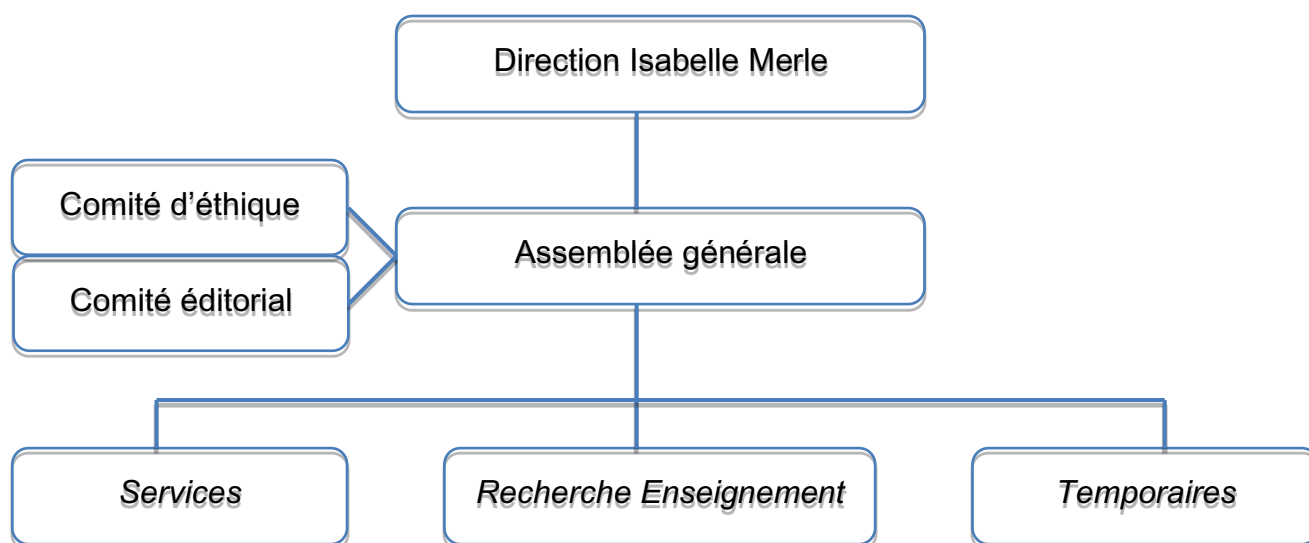 Direction Isabelle Merle
Comité d’éthique
Assemblée générale
Comité éditorial
Services
Recherche Enseignement
Temporaires